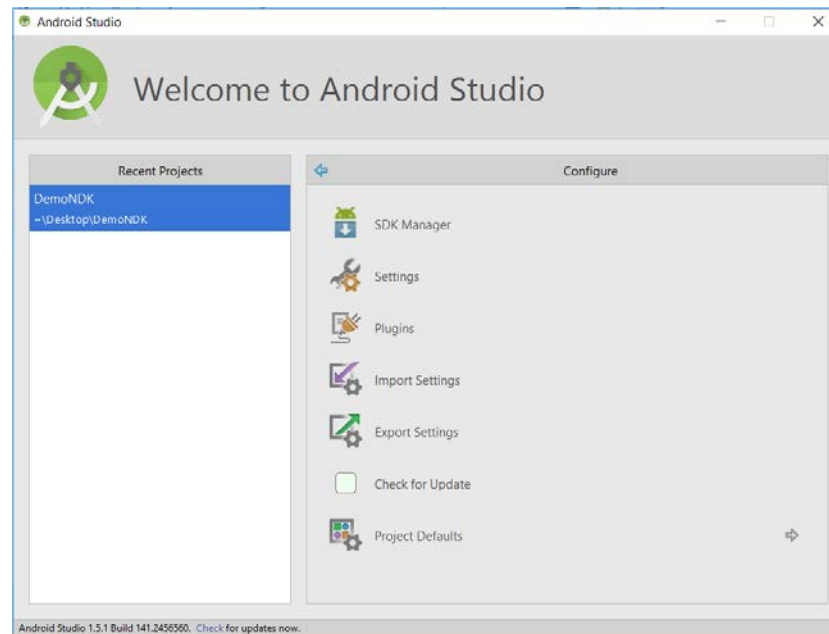 Android Studio
Welcome to Android Studio
Recent Projects
DemoNDK
~\Desktop\DemoNDK
Configure
SDK Manager
Settings
Plugins
Import Settings
Export Settings
Check for Update
Project Defaults
Android Studio 1.5.1 Build 141.2456560. Check for updates now.